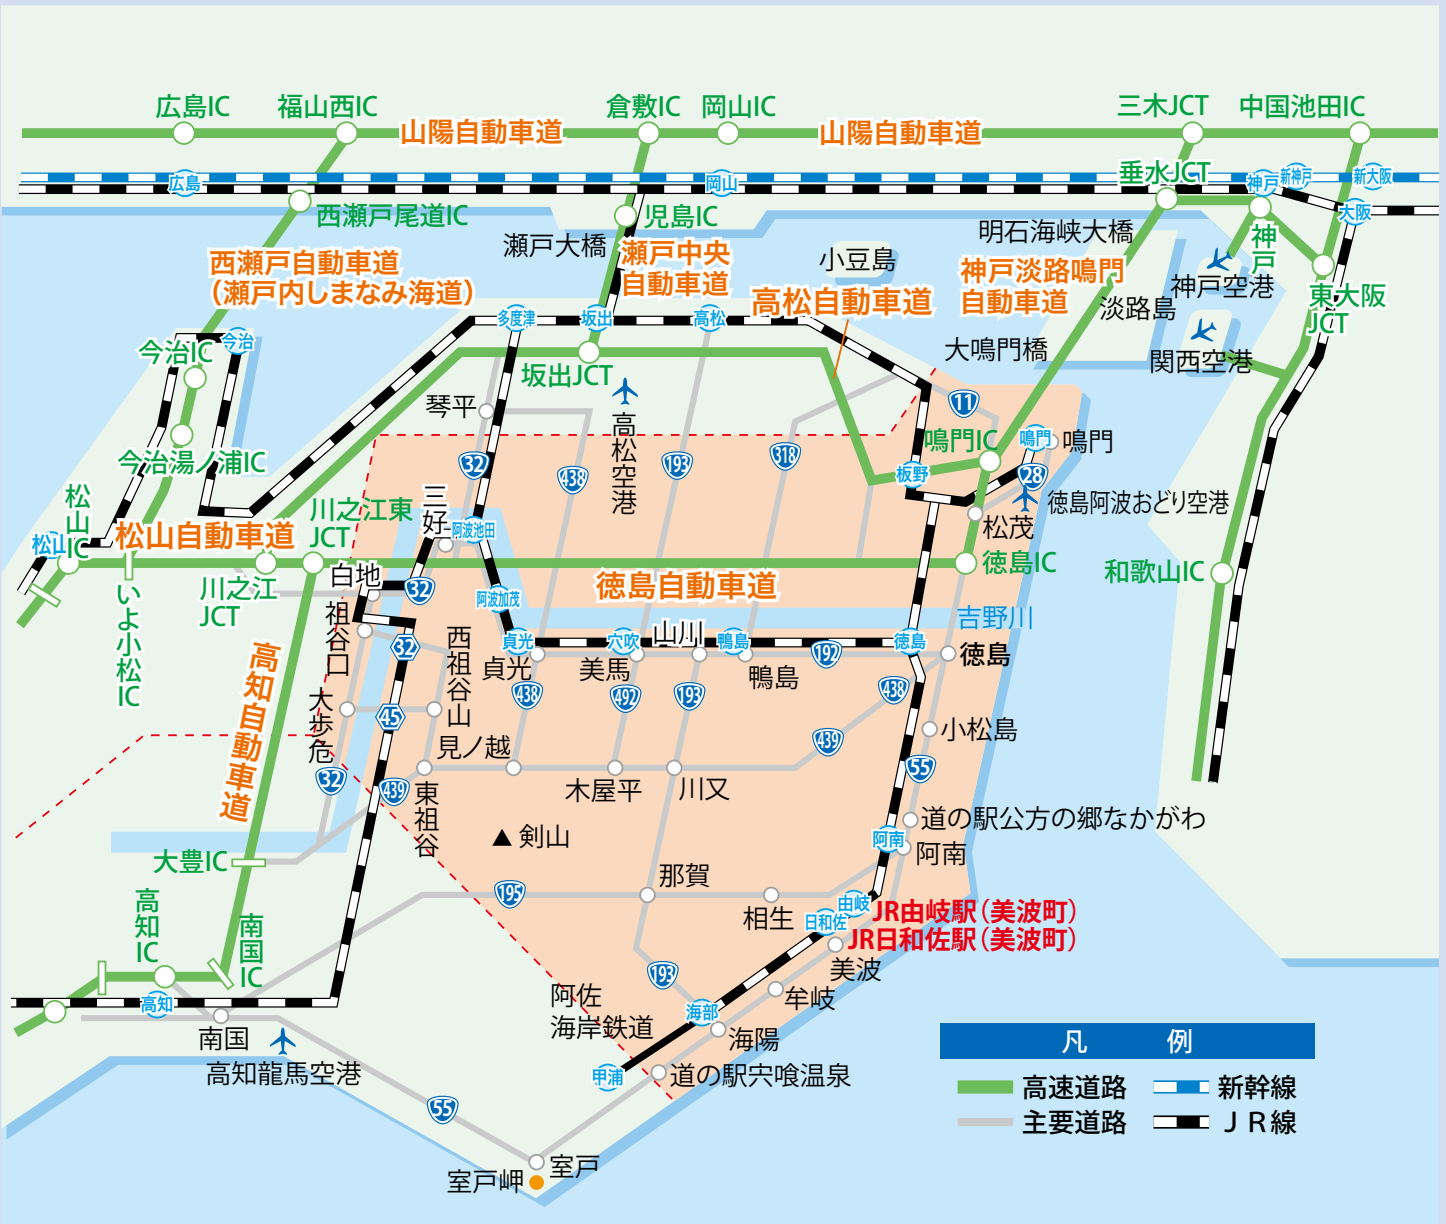 広島IC
福山西IC
倉敷IC
岡山IC
三木JCT
中国池田IC
山陽自動車道
山陽自動車道
広島
岡山
垂水JCT
神戸
新神戸
新大阪
西瀬戸尾道IC
児島IC
大阪
瀬戸大橋
瀬戸中央
自動車道
小豆島
明石海峡大橋
神戸
西瀬戸自動車道
(瀬戸内しまなみ海道)
神戸淡路鳴門
自動車道
神戸空港
高松自動車道
淡路島
東大阪
JCT
多度津
坂出
高松
今治
今治IC
大鳴門橋
関西空港
坂出JCT
琴平
高松空港
11
鳴門IC
鳴門
鳴門
今治湯ノ浦IC
32
438
193
318
板野
28
松山IC
三好
川之江東
JCT
徳島阿波おどり空港
松山
松山自動車道
阿波池田
松茂
川之江
JCT
白地
32
徳島自動車道
徳島IC
和歌山IC
いよ小松IC
祖谷口
阿波加茂
吉野川
32
西祖谷山
貞光
穴吹
山川
鴨島
192
徳島
徳島
貞光
美馬
鴨島
高知自動車道
大歩危
45
438
492
193
438
小松島
見ノ越
439
32
439
東祖谷
木屋平
川又
55
道の駅公方の郷なかがわ
剣山
阿南
阿南
大豊IC
高知IC
195
那賀
相生
由岐
JR由岐駅(美波町)
南国IC
日和佐
JR日和佐駅(美波町)
美波
193
牟岐
高知
阿佐
海岸鉄道
海部
海陽
南国
高知龍馬空港
甲浦
道の駅宍喰温泉
55
室戸
室戸岬
凡 例
高速道路
新幹線
主要道路
JR線